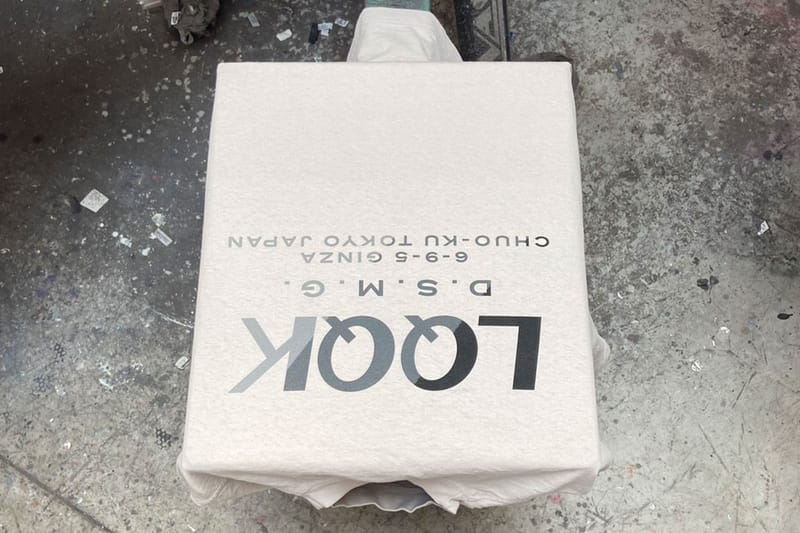 LQQK
D.S.M.G.
6-9-5 GINZA
CHUO-KU TOKYO JAPAN